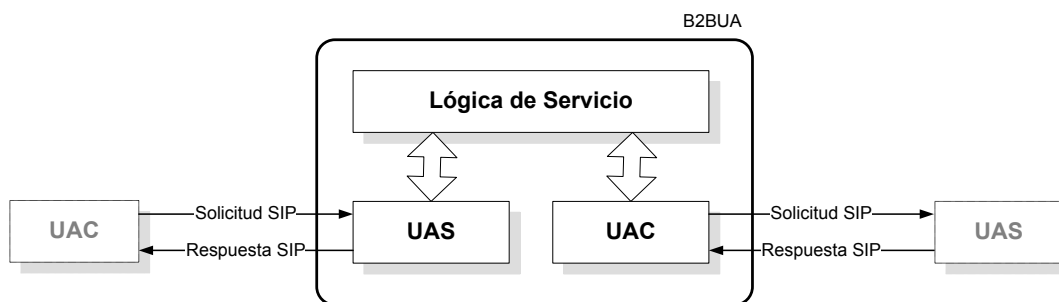 B2BUA
Lógica de Servicio
UAC
Solicitud SIP
Respuesta SIP
UAS
UAC
Solicitud SIP
Respuesta SIP
UAS